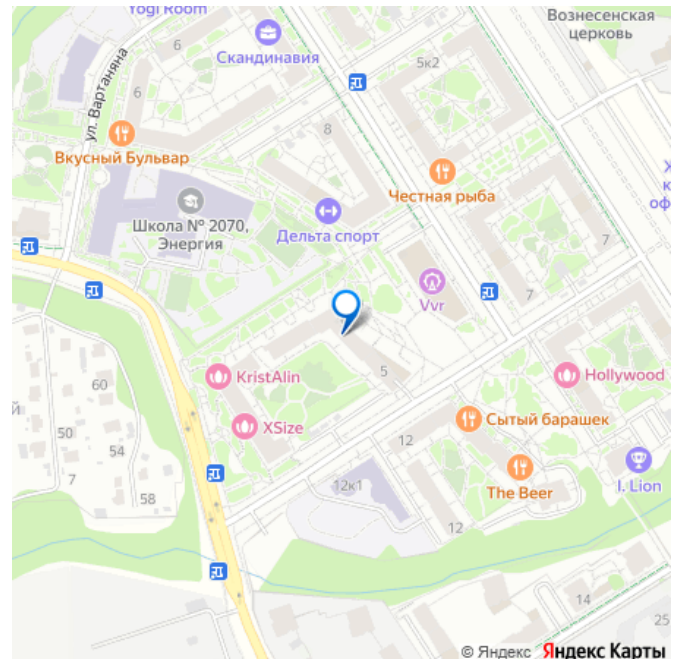 Yogi Room
Вознесенская
церковь
6
Скандинавия
5к2
ул. Вартаняна
6
8
Вкусный Бульвар
Честная рыба
Школа № 2070,
Энергия
Дельта спорт
7
Vvr
7
60
KristAlin
5
Hollywood
50
54
XSize
Сытый барашек
12
7
58
12к1
The Beer
I. Lion
12
14
25
© Яндекс Яндекс Карты